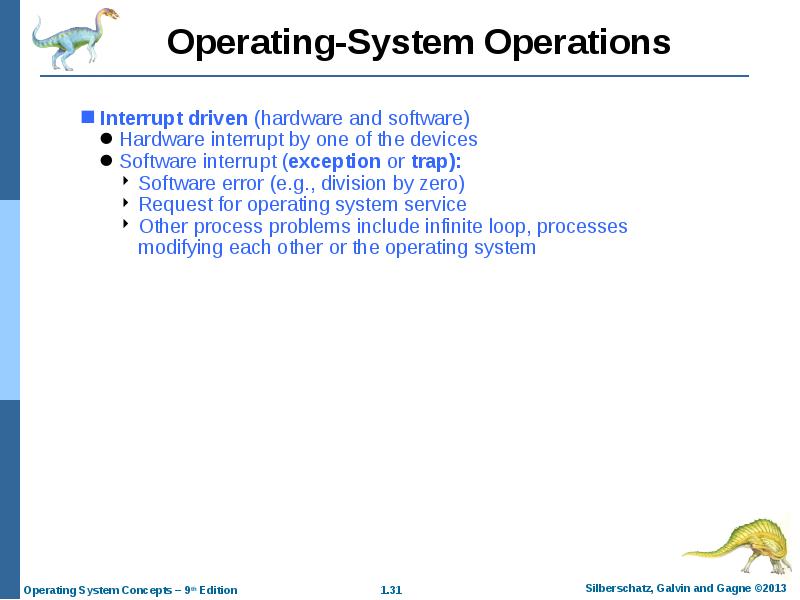 Operating-System Operations
Interrupt driven (hardware and software)
Hardware interrupt by one of the devices
Software interrupt (exception or trap):
Software error (e.g., division by zero)
Request for operating system service
Other process problems include infinite loop, processes
modifying each other or the operating system
Operating System Concepts – 9th Edition
1.31
Silberschatz, Galvin and Gagne ©2013